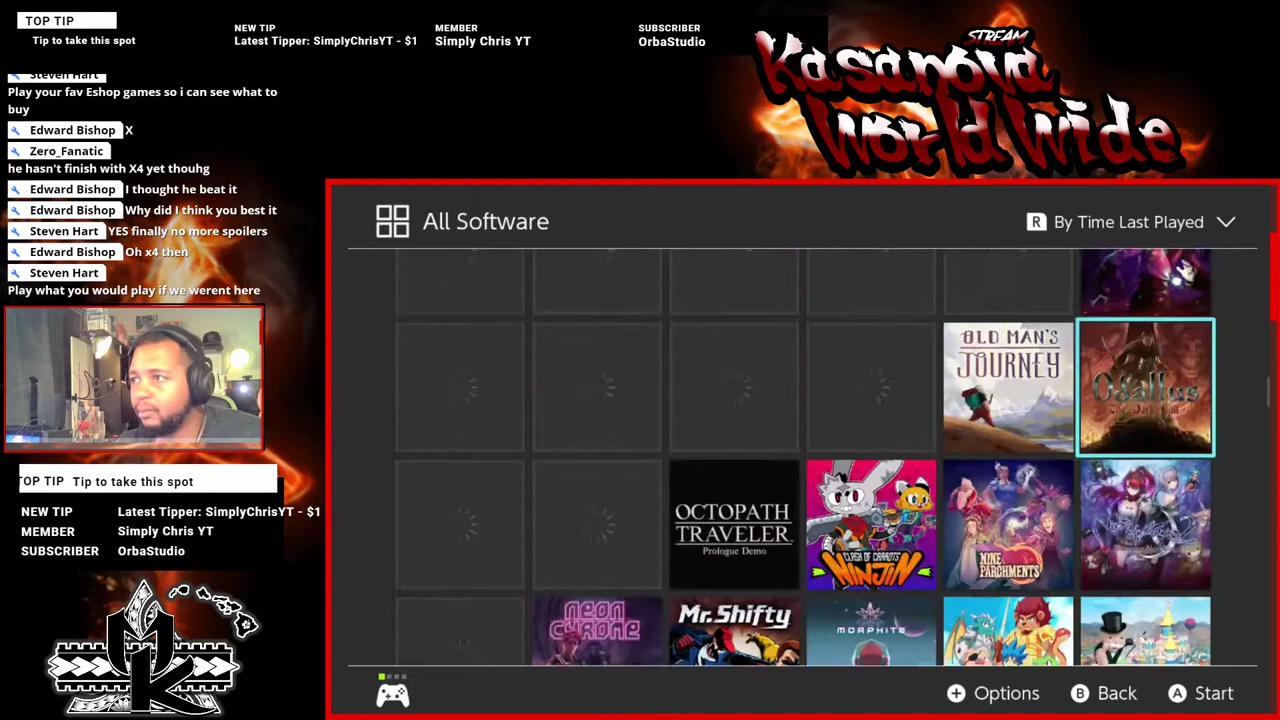 TOP TIP
Tip to take this spot
NEW TIP
Latest Tipper: SimplyChrisYT - $1
MEMBER
Simply Chris YT
SUBSCRIBER
OrbaStudio
STREAM
Kasanova
World Wide
Steven Hart
Play your fav Eshop games so i can see what to
buy
Edward Bishop X
Zero_Fanatic
he hasn't finish with X4 yet thouhg
Edward Bishop I thought he beat it
Edward Bishop Why did I think you best it
Steven Hart YES finally no more spoilers
Edward Bishop Oh x4 then
Steven Hart
Play what you would play if we werent here
All Software
R By Time Last Played
OLD MAN'S
JOURNEY
Odallus
The Dark Call
OCTOPATH
TRAVELER
Prologue Demo
CLASH OF CARROTS
NINJIN
NINE
PARCHMENTS
NEON
CHROME
Mr. Shifty
MORPHITE
TOP TIP Tip to take this spot
NEW TIP Latest Tipper: SimplyChrisYT - $1
MEMBER Simply Chris YT
SUBSCRIBER OrbaStudio
+ Options
B Back
A Start